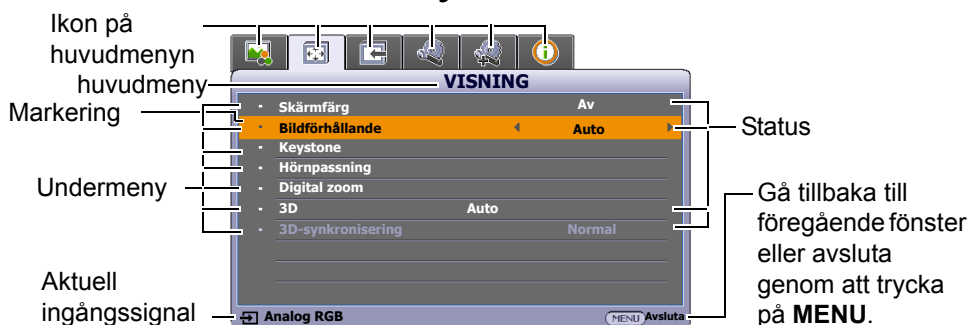 Ikon på
huvudmenyn
huvudmeny
VISNING
Markering
Skärmfärg Av
Bildförhållande Auto
Keystone
Hörnpassning
Digital zoom
3D Auto
3D-synkronisering Normal
Status
Undermeny
Gå tillbaka till
föregående fönster
eller avsluta
genom att trycka
på MENU.
Aktuell
ingångssignal
Analog RGB
MENU Avsluta